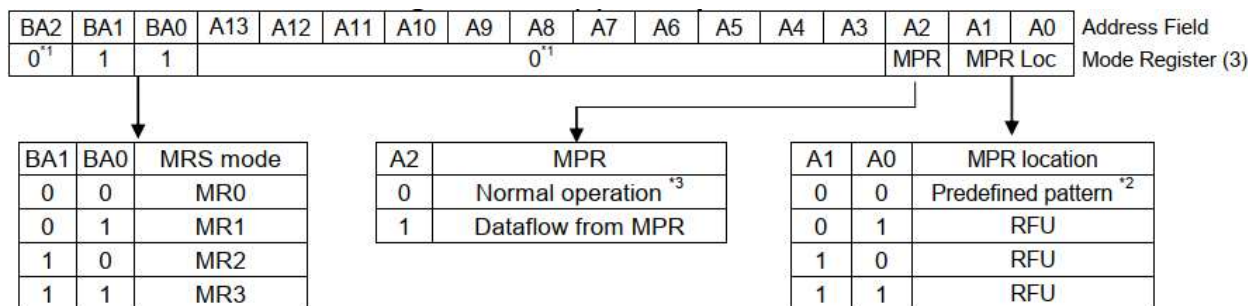 BA2 BA1 BA0 A13 A12 A11 A10 A9 A8 A7 A6 A5 A4 A3 A2 A1 A0 Address Field
0*1 1 1 0*1 MPR MPR Loc Mode Register (3)
BA1 BA0 MRS mode A2 MPR A1 A0 MPR location
0 0 MR0 0 Normal operation *3 0 0 Predefined pattern *2
0 1 MR1 1 Dataflow from MPR 0 1 RFU
1 0 MR2 1 0 RFU
1 1 MR3 1 1 RFU